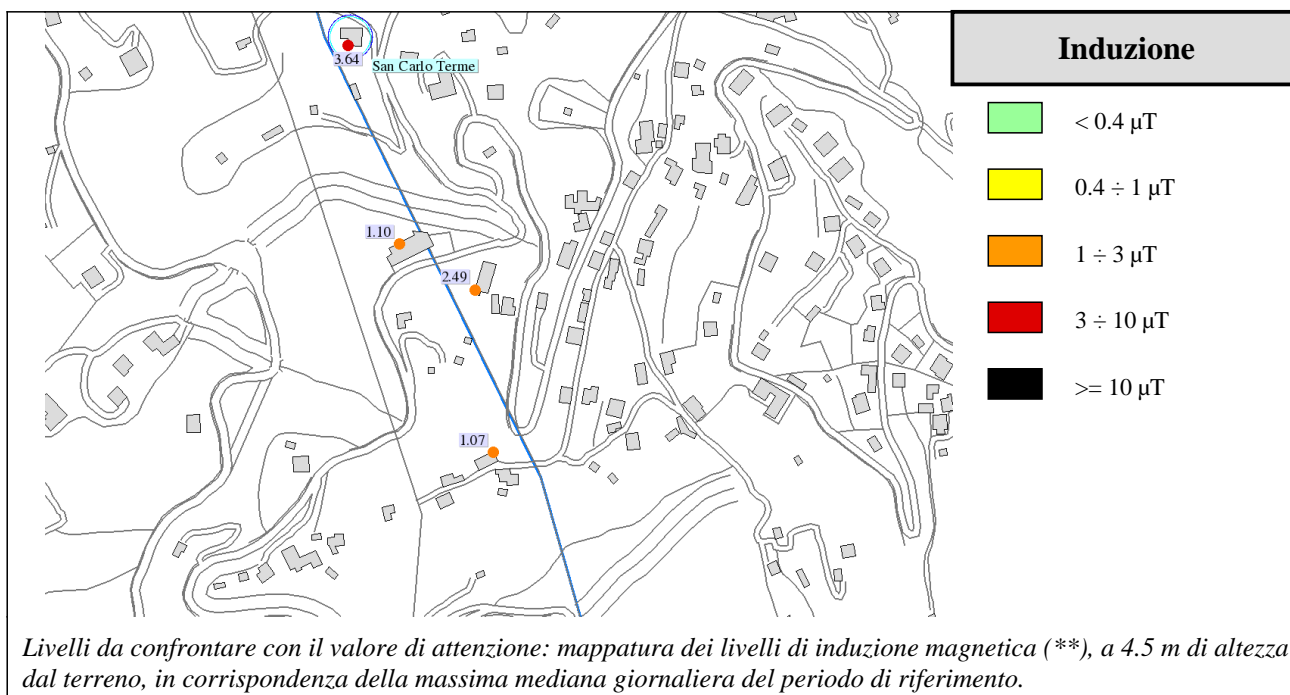 3.64
San Carlo Terme
1.10
2.49
1.07
Induzione
< 0.4 µT
0.4 ÷ 1 µT
1 ÷ 3 µT
3 ÷ 10 µT
>= 10 µT
Livelli da confrontare con il valore di attenzione: mappatura dei livelli di induzione magnetica (**), a 4.5 m di altezza
dal terreno, in corrispondenza della massima mediana giornaliera del periodo di riferimento.